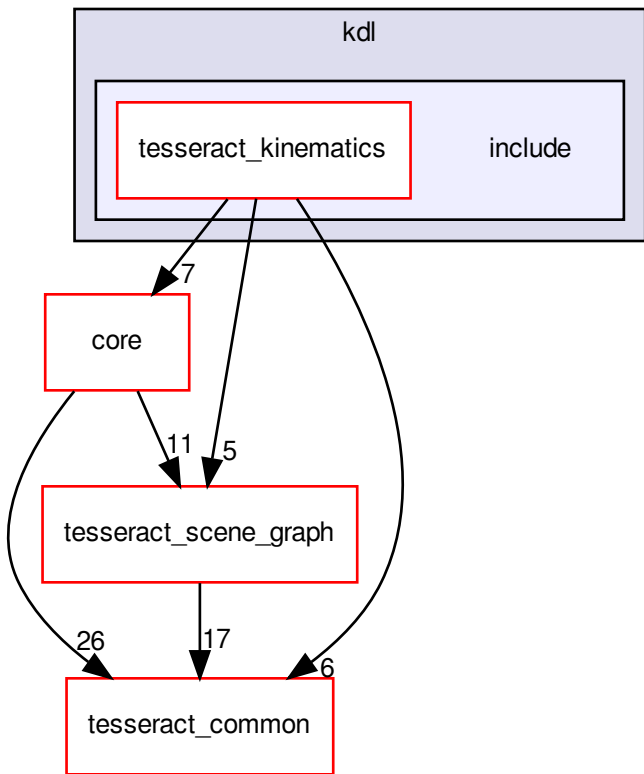 kdl
tesseract_kinematics
include
7
core
11
5
tesseract_scene_graph
26
17
6
tesseract_common